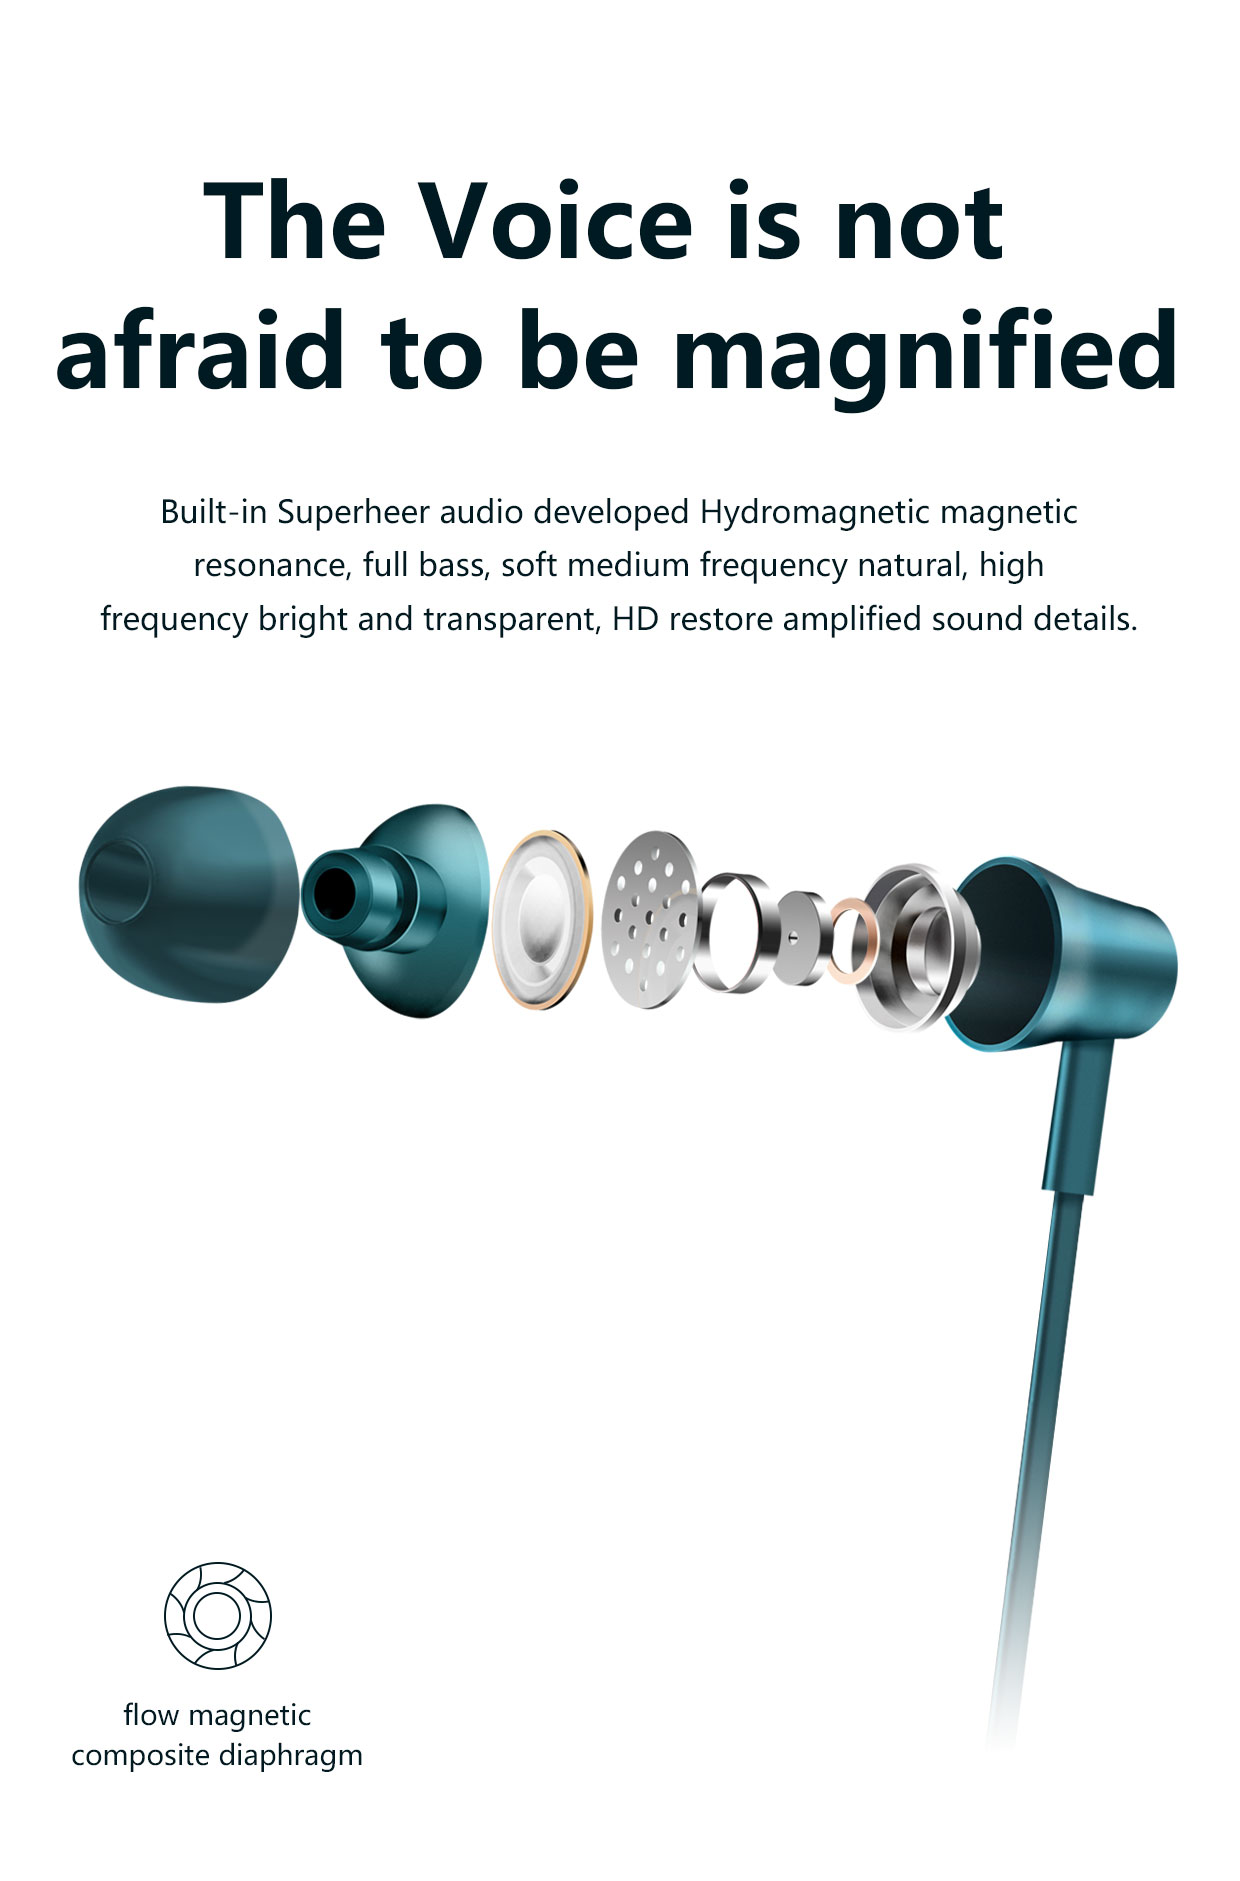 The Voice is not
afraid to be magnified
Built-in Superheer audio developed Hydromagnetic magnetic
resonance, full bass, soft medium frequency natural, high
frequency bright and transparent, HD restore amplified sound details.
flow magnetic
composite diaphragm